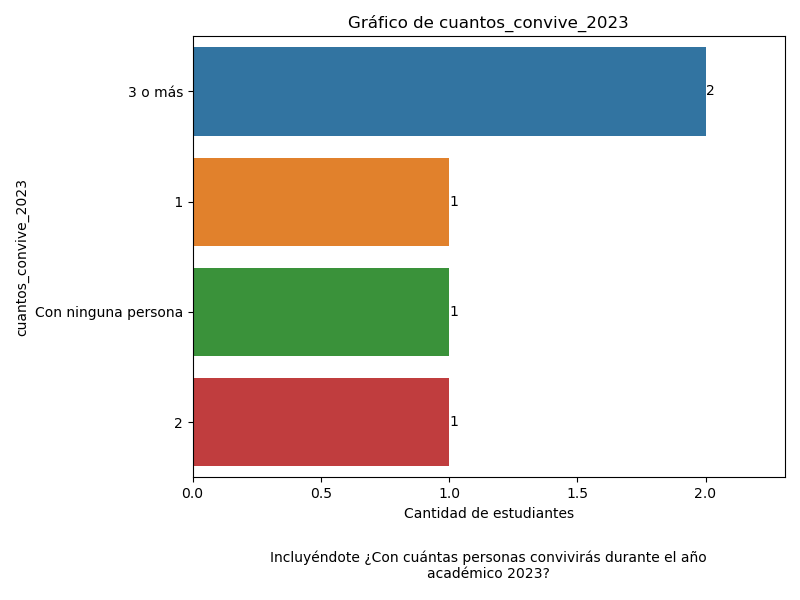 Gráfico de cuantos_convive_2023
cuantos_convive_2023
3 o más
2
1
1
Con ninguna persona
1
2
1
0.0
0.5
1.0
1.5
2.0
Cantidad de estudiantes
Incluyéndote ¿Con cuántas personas convivirás durante el año
académico 2023?